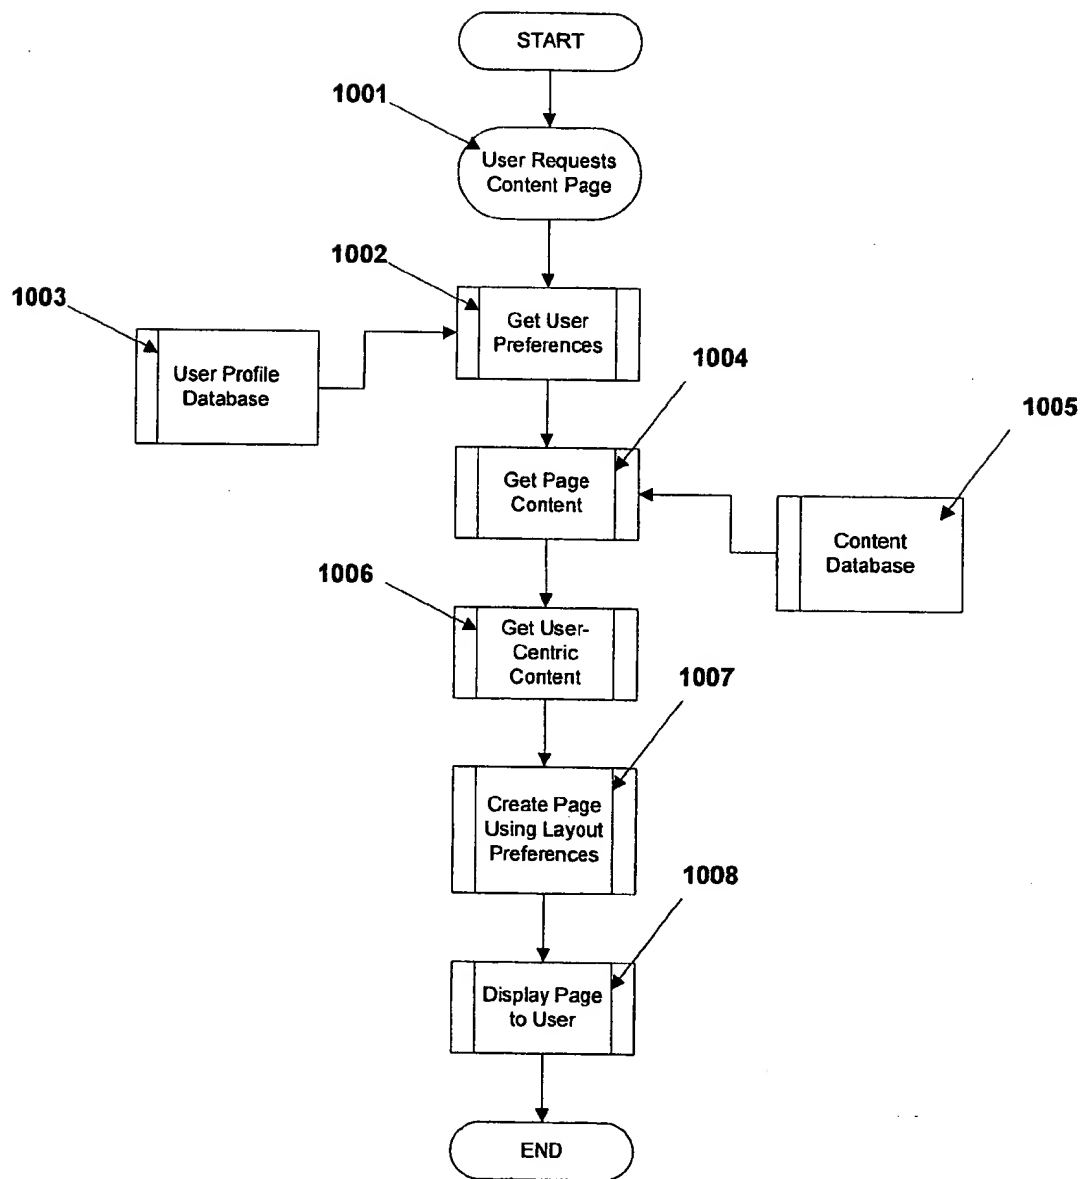 START
1001
User Requests
Content Page
1002
1003
Get User
Preferences
User Profile
Database
1004
1005
Get Page
Content
Content
Database
1006
Get User-
Centric
Content
1007
Create Page
Using Layout
Preferences
1008
Display Page
to User
END